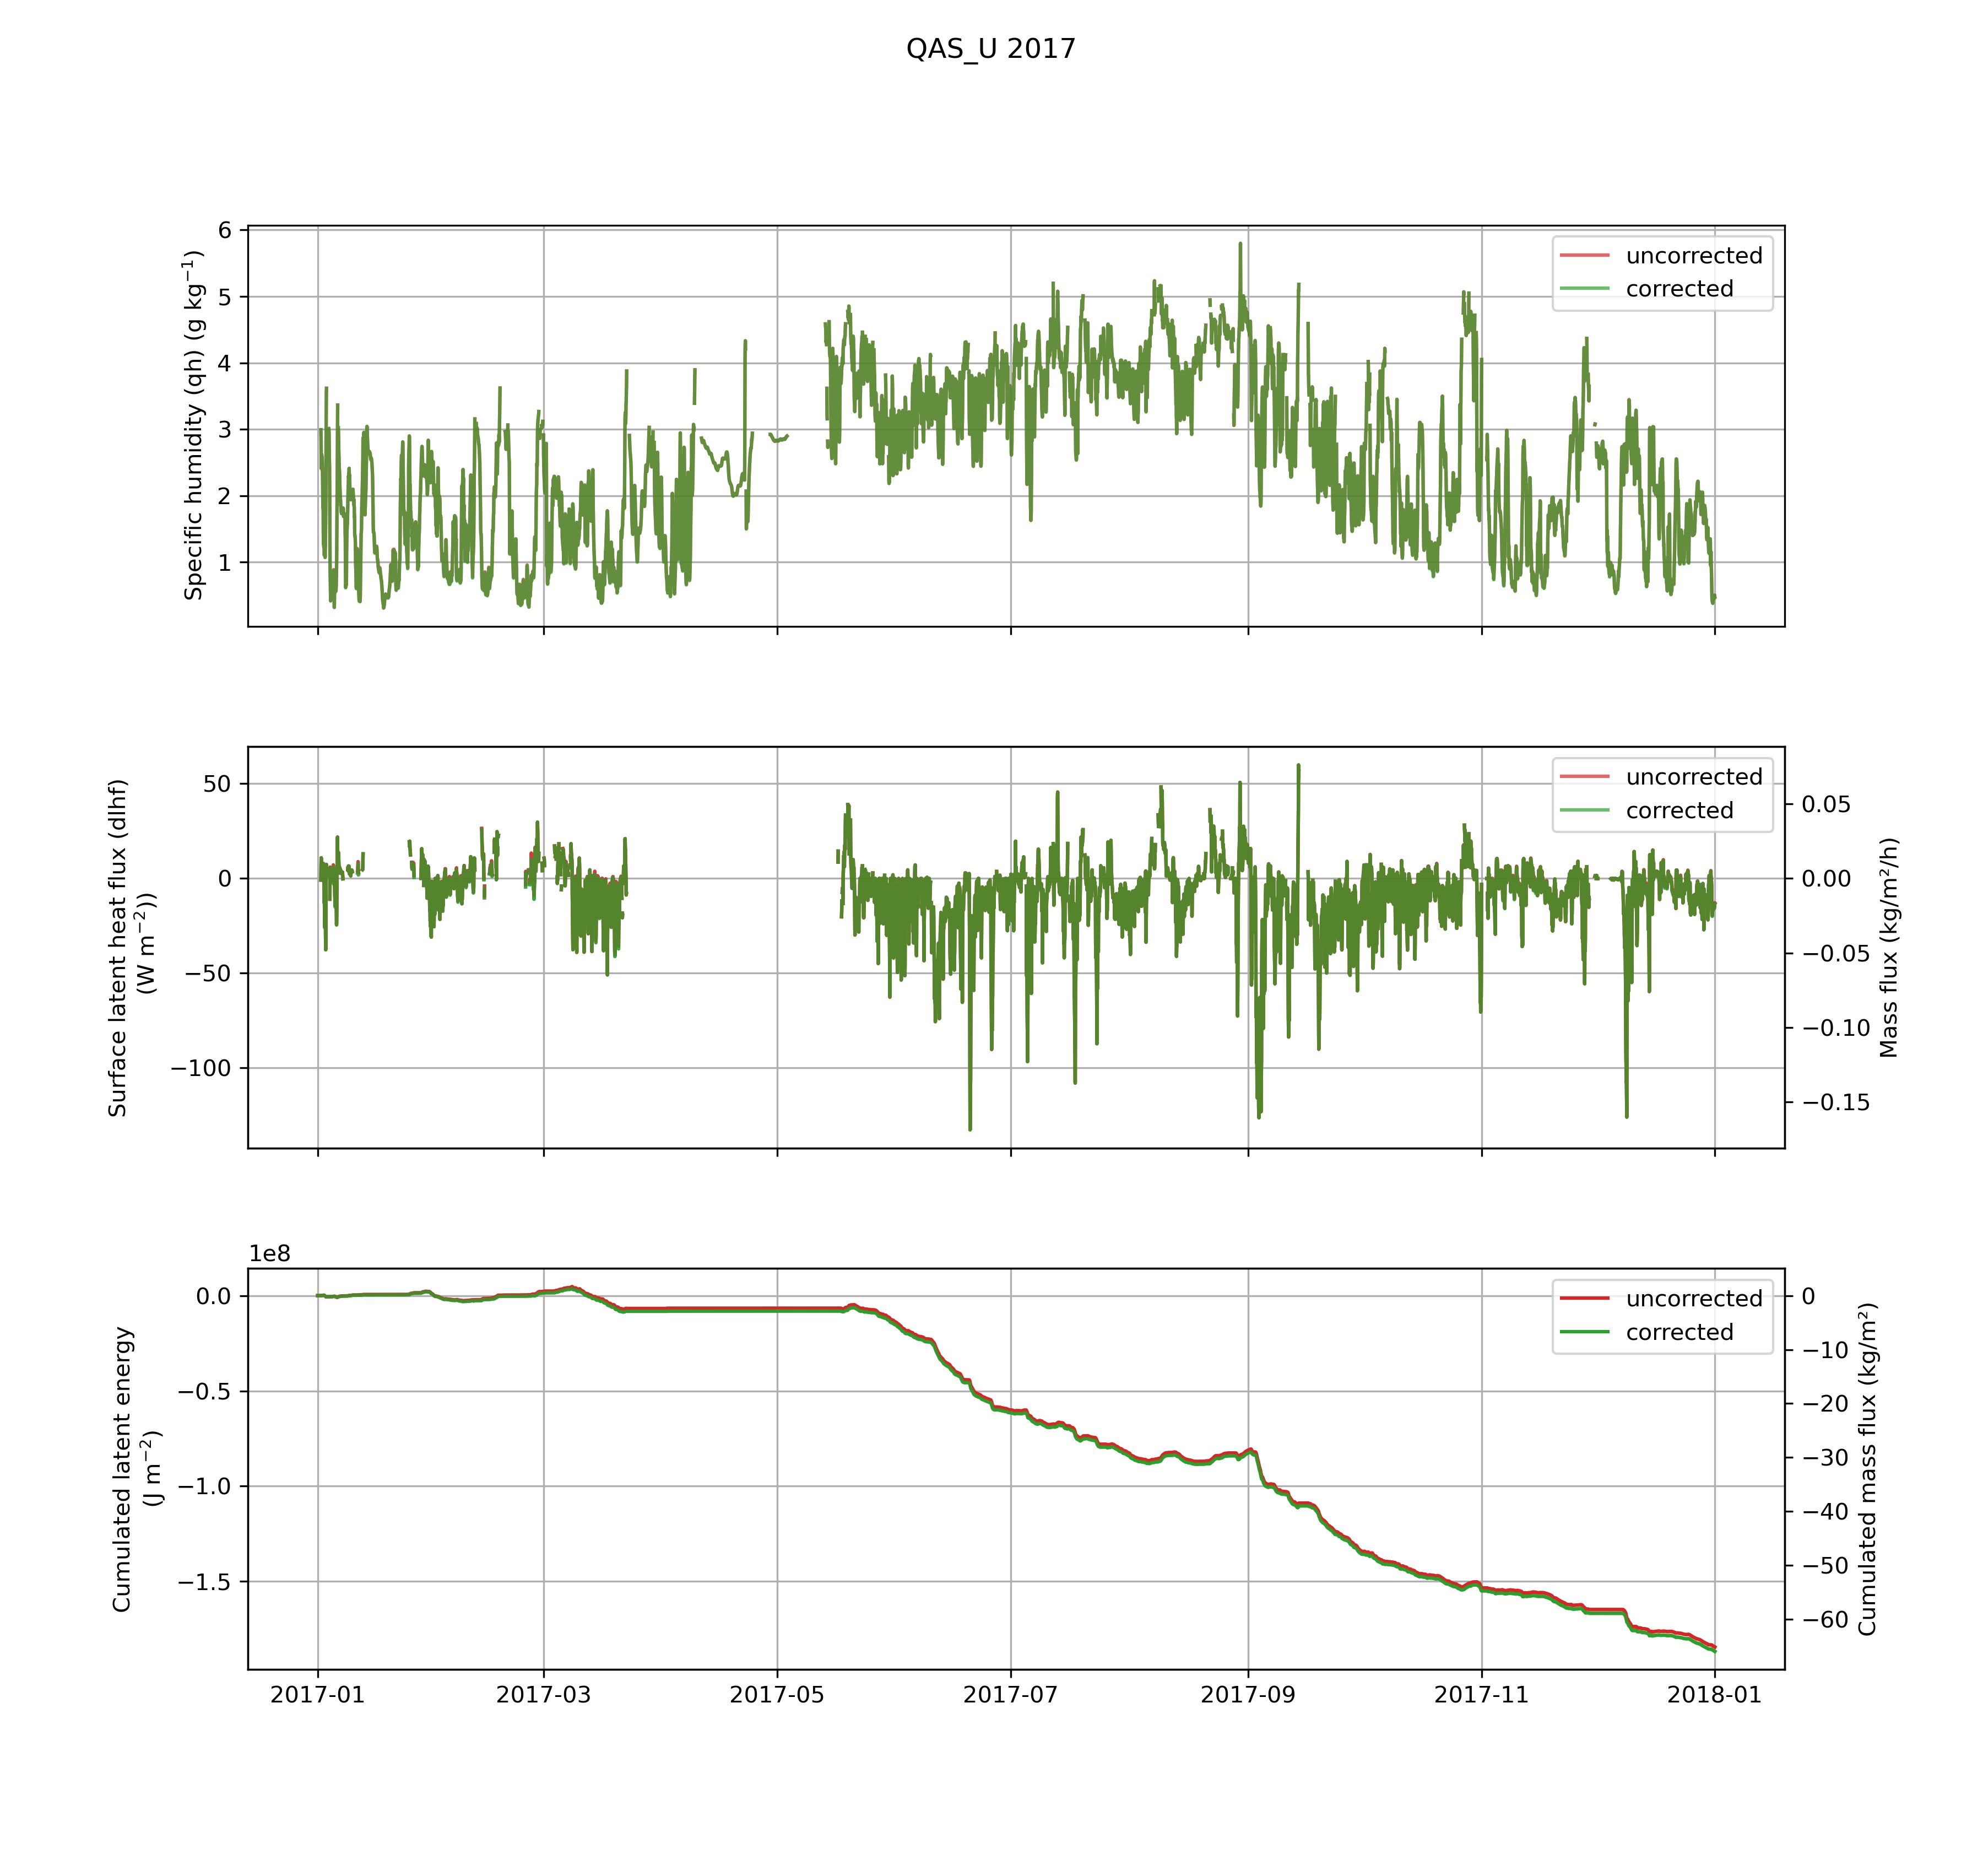 QAS_U 2017
Specific humidity (qh) (g kg⁻¹)
6
5
4
3
2
1
uncorrected
corrected
Surface latent heat flux (dlhf)
(W m⁻²))
50
0
−50
−100
uncorrected
corrected
0.05
0.00
−0.05
−0.10
−0.15
Mass flux (kg/m²/h)
1e8
Cumulated latent energy
(J m⁻²)
0.0
−0.5
−1.0
−1.5
uncorrected
corrected
0
−10
−20
−30
−40
−50
−60
Cumulated mass flux (kg/m²)
2017-01 2017-03 2017-05 2017-07 2017-09 2017-11 2018-01